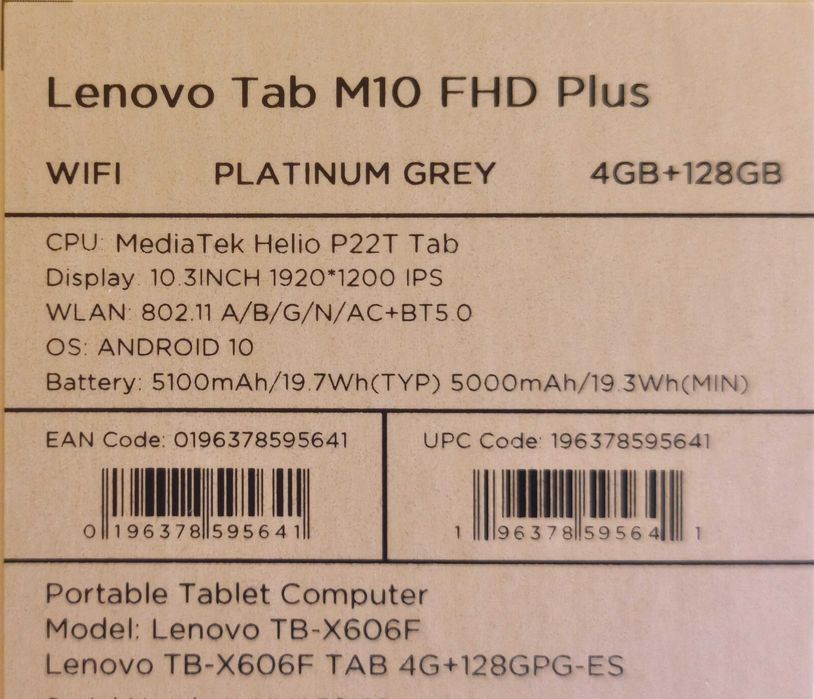 Lenovo Tab M10 FHD Plus
WIFI PLATINUM GREY 4GB+128GB
CPU: MediaTek Helio P22T Tab
Display: 10.3INCH 1920*1200 IPS
WLAN: 802.11 A/B/G/N/AC+BT5.0
OS: ANDROID 10
Battery: 5100mAh/19.7Wh(TYP) 5000mAh/19.3Wh(MIN)
EAN Code: 0196378595641 UPC Code: 196378595641
0 196378 595641 1 96378 59564 1
Portable Tablet Computer
Model: Lenovo TB-X606F
Lenovo TB-X606F TAB 4G+128GPG-ES